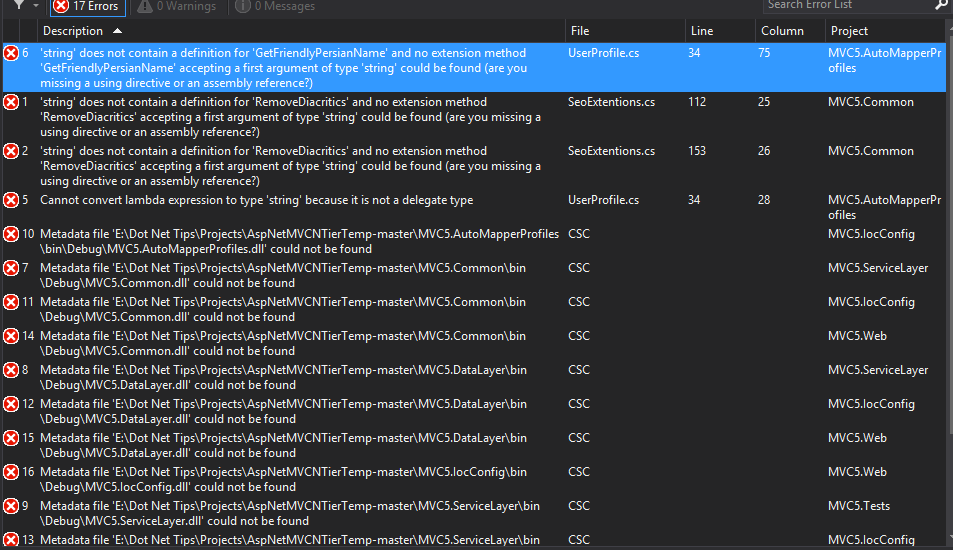 17 Errors
0 Warnings
0 Messages
Search Error List
Description
File
Line
Column
Project
6 'string' does not contain a definition for 'GetFriendlyPersianName' and no extension method UserProfile.cs 34 75 MVC5.AutoMapperPr
'GetFriendlyPersianName' accepting a first argument of type 'string' could be found (are you ofiles
missing a using directive or an assembly reference?)
1 'string' does not contain a definition for 'RemoveDiacritics' and no extension method SeoExtentions.cs 112 25 MVC5.Common
'RemoveDiacritics' accepting a first argument of type 'string' could be found (are you missing a
using directive or an assembly reference?)
2 'string' does not contain a definition for 'RemoveDiacritics' and no extension method SeoExtentions.cs 153 26 MVC5.Common
'RemoveDiacritics' accepting a first argument of type 'string' could be found (are you missing a
using directive or an assembly reference?)
5 Cannot convert lambda expression to type 'string' because it is not a delegate type UserProfile.cs 34 28 MVC5.AutoMapperPr
ofiles
10 Metadata file 'E:\Dot Net Tips\Projects\AspNetMVCNTierTemp-master\MVC5.AutoMapperProfiles CSC MVC5.IocConfig
\bin\Debug\MVC5.AutoMapperProfiles.dll' could not be found
7 Metadata file 'E:\Dot Net Tips\Projects\AspNetMVCNTierTemp-master\MVC5.Common\bin CSC MVC5.ServiceLayer
\Debug\MVC5.Common.dll' could not be found
11 Metadata file 'E:\Dot Net Tips\Projects\AspNetMVCNTierTemp-master\MVC5.Common\bin CSC MVC5.IocConfig
\Debug\MVC5.Common.dll' could not be found
14 Metadata file 'E:\Dot Net Tips\Projects\AspNetMVCNTierTemp-master\MVC5.Common\bin CSC MVC5.Web
\Debug\MVC5.Common.dll' could not be found
8 Metadata file 'E:\Dot Net Tips\Projects\AspNetMVCNTierTemp-master\MVC5.DataLayer\bin CSC MVC5.ServiceLayer
\Debug\MVC5.DataLayer.dll' could not be found
12 Metadata file 'E:\Dot Net Tips\Projects\AspNetMVCNTierTemp-master\MVC5.DataLayer\bin CSC MVC5.IocConfig
\Debug\MVC5.DataLayer.dll' could not be found
15 Metadata file 'E:\Dot Net Tips\Projects\AspNetMVCNTierTemp-master\MVC5.DataLayer\bin CSC MVC5.Web
\Debug\MVC5.DataLayer.dll' could not be found
16 Metadata file 'E:\Dot Net Tips\Projects\AspNetMVCNTierTemp-master\MVC5.IocConfig\bin CSC MVC5.Web
\Debug\MVC5.IocConfig.dll' could not be found
9 Metadata file 'E:\Dot Net Tips\Projects\AspNetMVCNTierTemp-master\MVC5.ServiceLayer\bin CSC MVC5.Tests
\Debug\MVC5.ServiceLayer.dll' could not be found
13 Metadata file 'E:\Dot Net Tips\Projects\AspNetMVCNTierTemp-master\MVC5.ServiceLayer\bin CSC MVC5.IocConfig